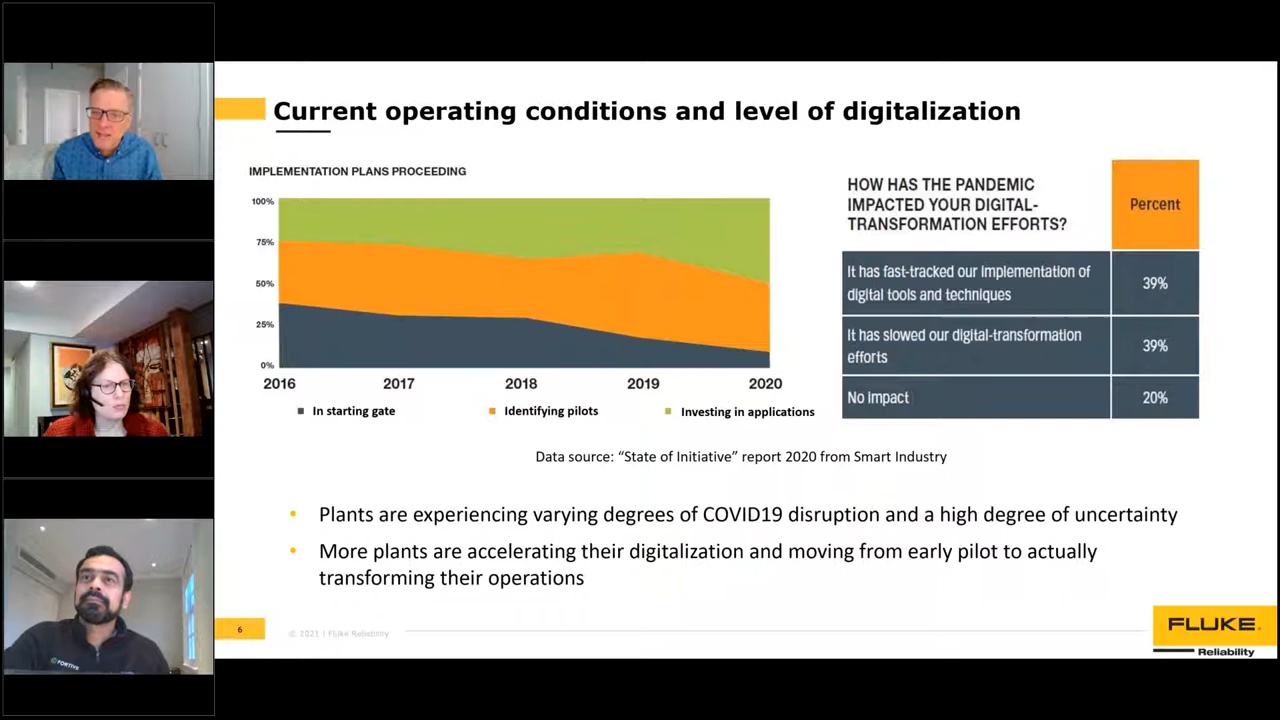 Current operating conditions and level of digitalization
IMPLEMENTATION PLANS PROCEEDING
100%
75%
50%
25%
0%
2016 2017 2018 2019 2020
In starting gate Identifying pilots Investing in applications
HOW HAS THE PANDEMIC
IMPACTED YOUR DIGITAL-
TRANSFORMATION EFFORTS?
Percent
It has fast-tracked our implementation of
digital tools and techniques
39%
It has slowed our digital-transformation
efforts
39%
No impact
20%
Data source: “State of Initiative” report 2020 from Smart Industry
• Plants are experiencing varying degrees of COVID19 disruption and a high degree of uncertainty
• More plants are accelerating their digitalization and moving from early pilot to actually
transforming their operations
6
© 2021 | Fluke Reliability
FLUKE
Reliability
FORTIVE